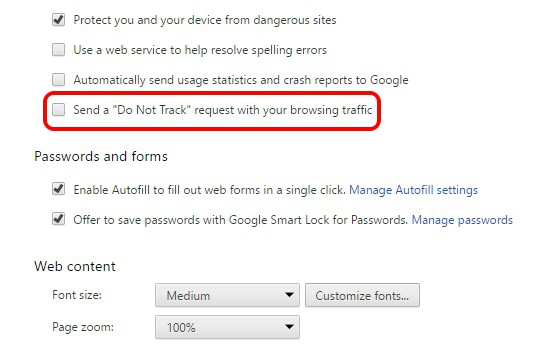 Protect you and your device from dangerous sites
Use a web service to help resolve spelling errors
Automatically send usage statistics and crash reports to Google
Send a "Do Not Track" request with your browsing traffic
Passwords and forms
Enable Autofill to fill out web forms in a single click. Manage Autofill settings
Offer to save passwords with Google Smart Lock for Passwords. Manage passwords
Web content
Font size: Medium Customize fonts...
Page zoom: 100%